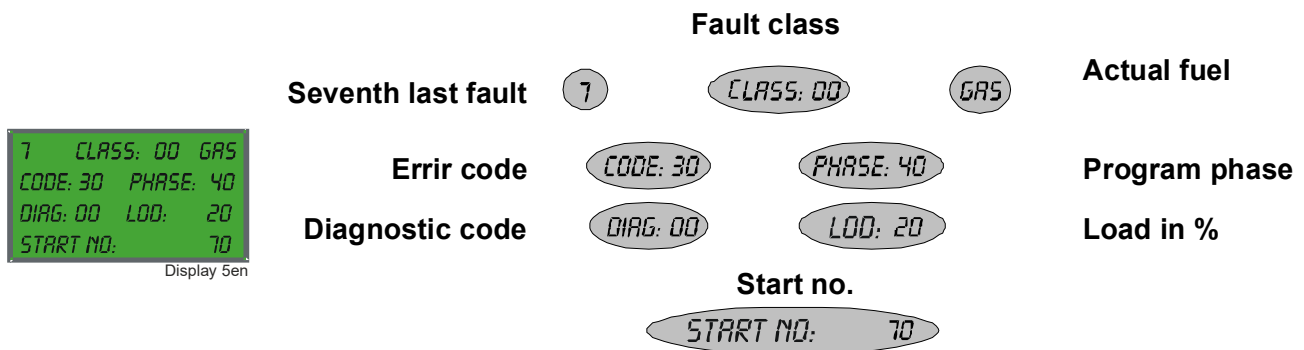 Fault class
Seventh last fault 7 CLASS: 00 GAS Actual fuel
Errir code CODE: 30 PHASE: 40 Program phase
Diagnostic code DIAG: 00 LOD: 20 Load in %
Start no.
START NO: 70
7 CLASS: 00 GAS
CODE: 30 PHASE: 40
DIAG: 00 LOD: 20
START NO: 70
Display 5en